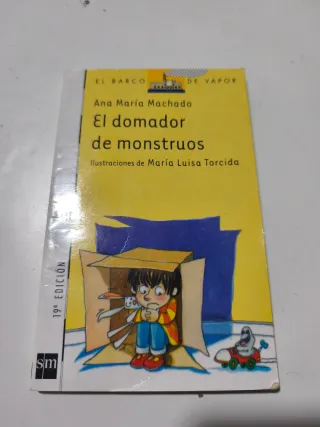 EL BARCO DE VAPOR
Ana María Machado
El domador
de monstruos
Ilustraciones de María Luisa Torcida
19ª EDICIÓN
sm